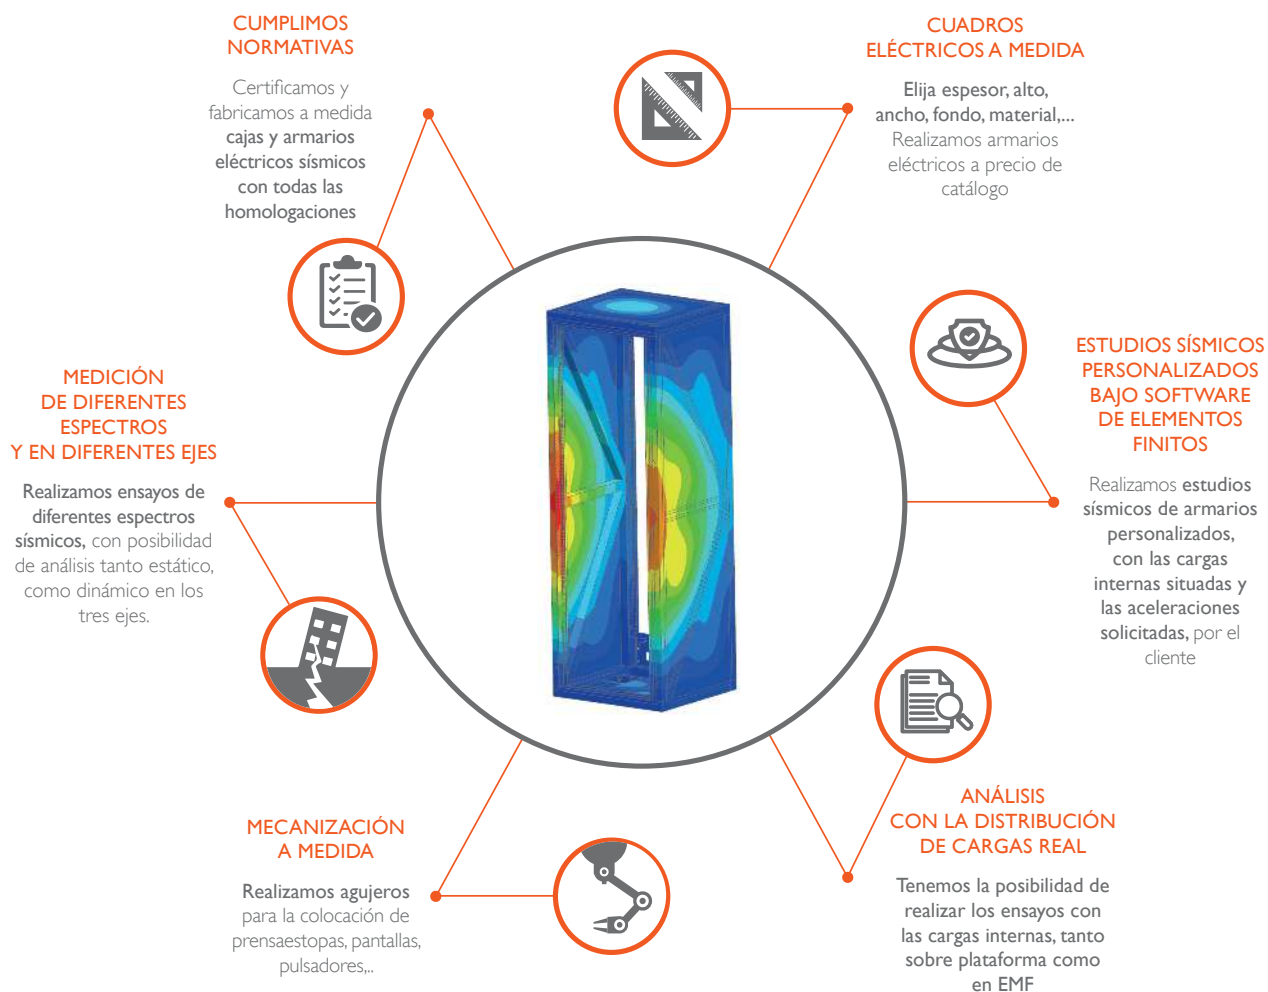 CUMPLIMOS
NORMATIVAS
Certificamos y
fabricamos a medida
cajas y armarios
eléctricos sísmicos
con todas las
homologaciones
CUADROS
ELÉCTRICOS A MEDIDA
Elija espesor, alto,
ancho, fondo, material,...
Realizamos armarios
eléctricos a precio de
catálogo
MEDICIÓN
DE DIFERENTES
ESPECTROS
Y EN DIFERENTES EJES
Realizamos ensayos de
diferentes espectros
sísmicos, con posibilidad
de análisis tanto estático,
como dinámico en los
tres ejes.
ESTUDIOS SÍSMICOS
PERSONALIZADOS
BAJO SOFTWARE
DE ELEMENTOS
FINITOS
Realizamos estudios
sísmicos de armarios
personalizados,
con las cargas
internas situadas y
las aceleraciones
solicitadas, por el
cliente
MECANIZACIÓN
A MEDIDA
Realizamos agujeros
para la colocación de
prensaestopas, pantallas,
pulsadores,..
ANÁLISIS
CON LA DISTRIBUCIÓN
DE CARGAS REAL
Tenemos la posibilidad de
realizar los ensayos con
las cargas internas, tanto
sobre plataforma como
en EMF